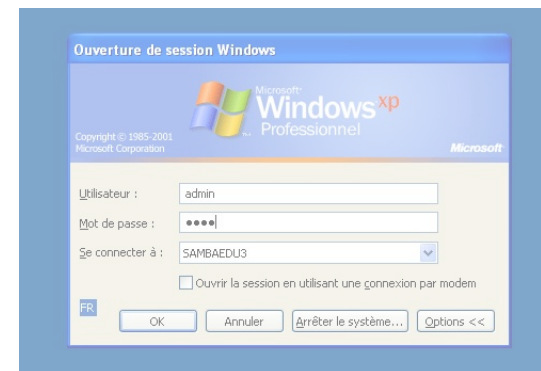 Ouverture de session Windows
Microsoft
Windows xp
Professionnel
Copyright © 1985-2001
Microsoft Corporation
Microsoft
Utilisateur :
admin
Mot de passe :
●●●●
Se connecter à :
SAMBAEDU3
Ouvrir la session en utilisant une connexion par modem
FR
OK
Annuler
Arrêter le système...
Options <<